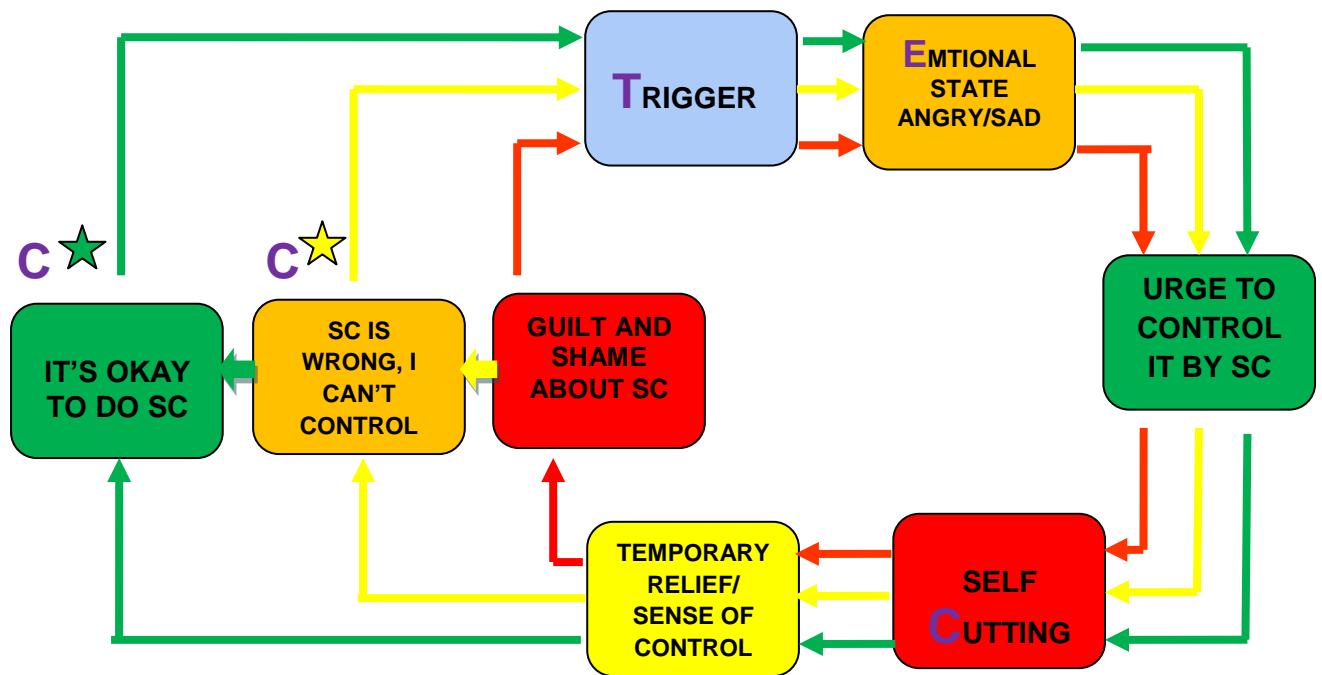 TRIGGER
EMTIONAL
STATE
ANGRY/SAD
C
C
URGE TO
CONTROL
IT BY SC
IT’S OKAY
TO DO SC
SC IS
WRONG, I
CAN’T
CONTROL
GUILT AND
SHAME
ABOUT SC
TEMPORARY
RELIEF/
SENSE OF
CONTROL
SELF
CUTTING